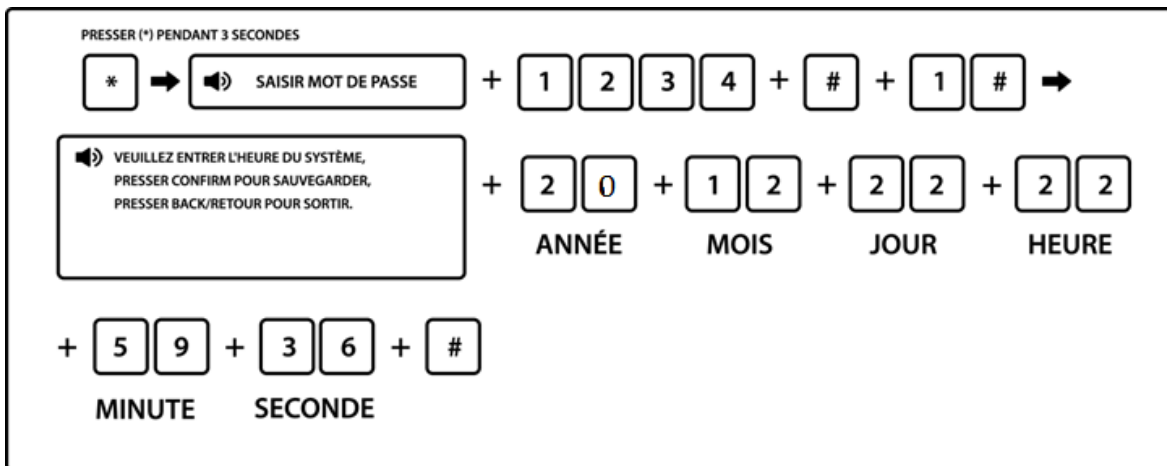 PRESSER (*) PENDANT 3 SECONDES
* SAISIR MOT DE PASSE + 1 2 3 4 + # + 1 #
VEUILLEZ ENTRER L'HEURE DU SYSTÈME,
PRESSER CONFIRM POUR SAUVEGARDER,
PRESSER BACK/RETOUR POUR SORTIR.
+ 2 0 + 1 2 + 2 2 + 2 2
ANNÉE MOIS JOUR HEURE
+ 5 9 + 3 6 + #
MINUTE SECONDE